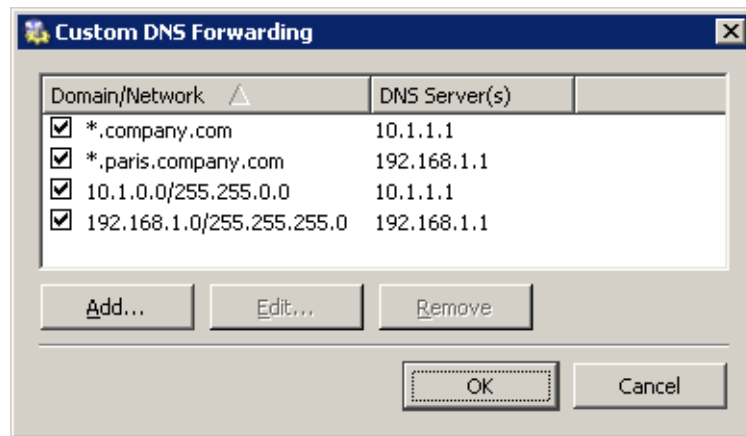 Custom DNS Forwarding
Domain/Network DNS Server(s)
*.company.com 10.1.1.1
*.paris.company.com 192.168.1.1
10.1.0.0/255.255.0.0 10.1.1.1
192.168.1.0/255.255.255.0 192.168.1.1
Add... Edit... Remove
OK Cancel